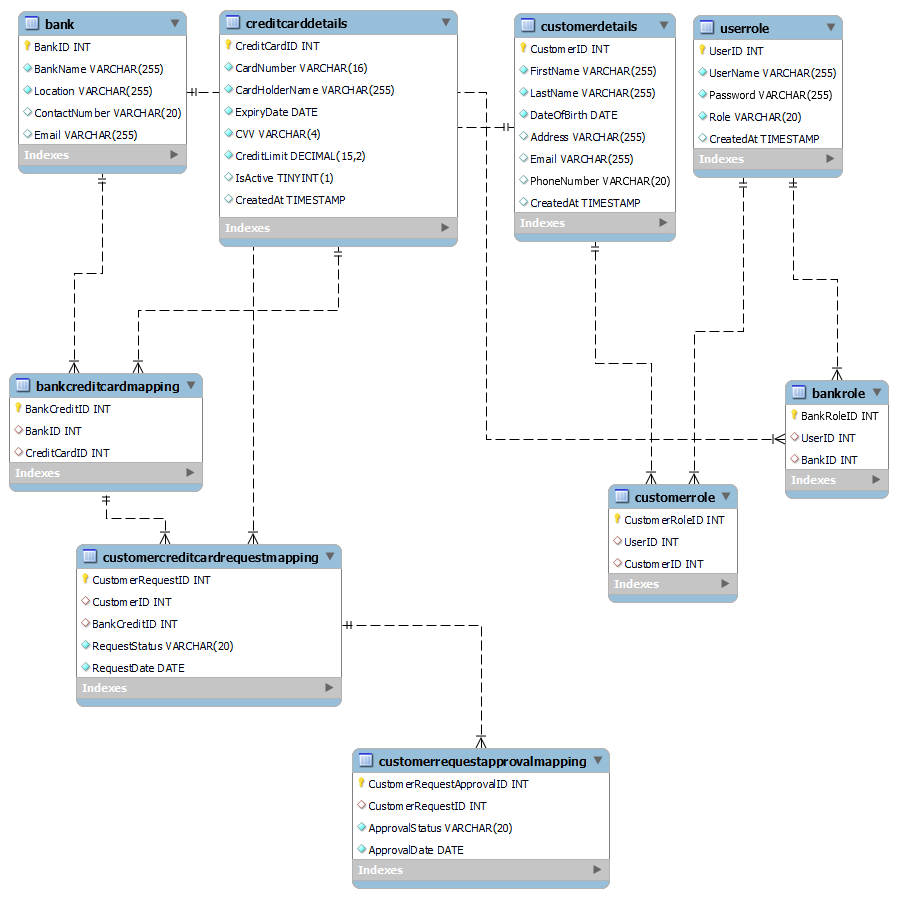 bank
BankID INT
BankName VARCHAR(255)
Location VARCHAR(255)
ContactNumber VARCHAR(20)
Email VARCHAR(255)
Indexes
creditcarddetails
CreditCardID INT
CardNumber VARCHAR(16)
CardHolderName VARCHAR(255)
ExpiryDate DATE
CVV VARCHAR(4)
CreditLimit DECIMAL(15,2)
IsActive TINYINT(1)
CreatedAt TIMESTAMP
Indexes
customerdetails
CustomerID INT
FirstName VARCHAR(255)
LastName VARCHAR(255)
DateOfBirth DATE
Address VARCHAR(255)
Email VARCHAR(255)
PhoneNumber VARCHAR(20)
CreatedAt TIMESTAMP
Indexes
userrole
UserID INT
UserName VARCHAR(255)
Password VARCHAR(255)
Role VARCHAR(20)
CreatedAt TIMESTAMP
Indexes
bankcreditcardmapping
BankCreditID INT
BankID INT
CreditCardID INT
Indexes
bankrole
BankRoleID INT
UserID INT
BankID INT
Indexes
customerrole
CustomerRoleID INT
UserID INT
CustomerID INT
Indexes
customercreditcardrequestmapping
CustomerRequestID INT
CustomerID INT
BankCreditID INT
RequestStatus VARCHAR(20)
RequestDate DATE
Indexes
customerrequestapprovalmapping
CustomerRequestApprovalID INT
CustomerRequestID INT
ApprovalStatus VARCHAR(20)
ApprovalDate DATE
Indexes